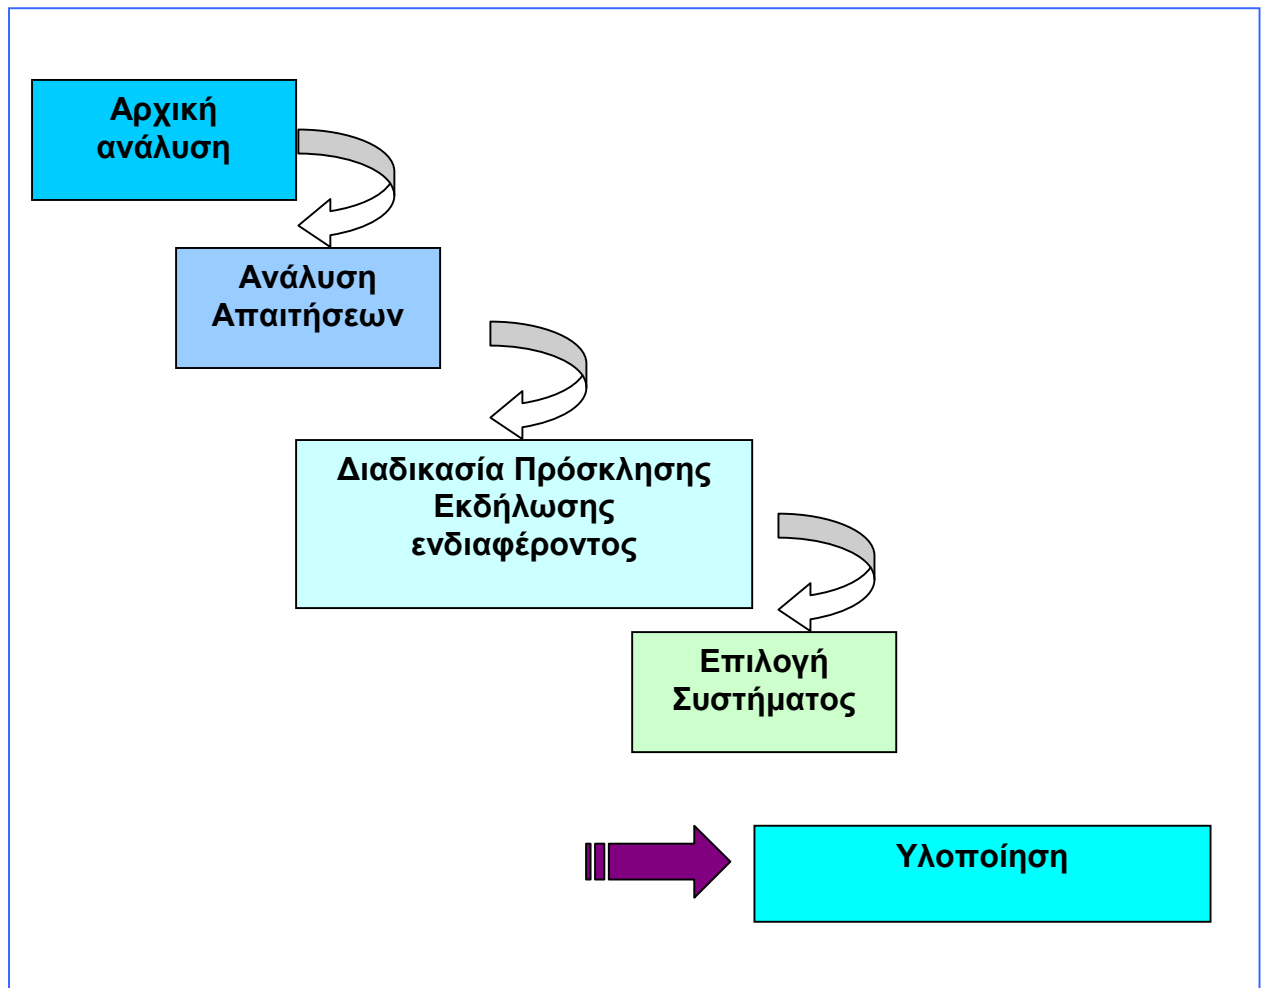 Αρχική
ανάλυση
Ανάλυση
Απαιτήσεων
Διαδικασία Πρόσκλησης
Εκδήλωσης
ενδιαφέροντος
Επιλογή
Συστήματος
Υλοποίηση